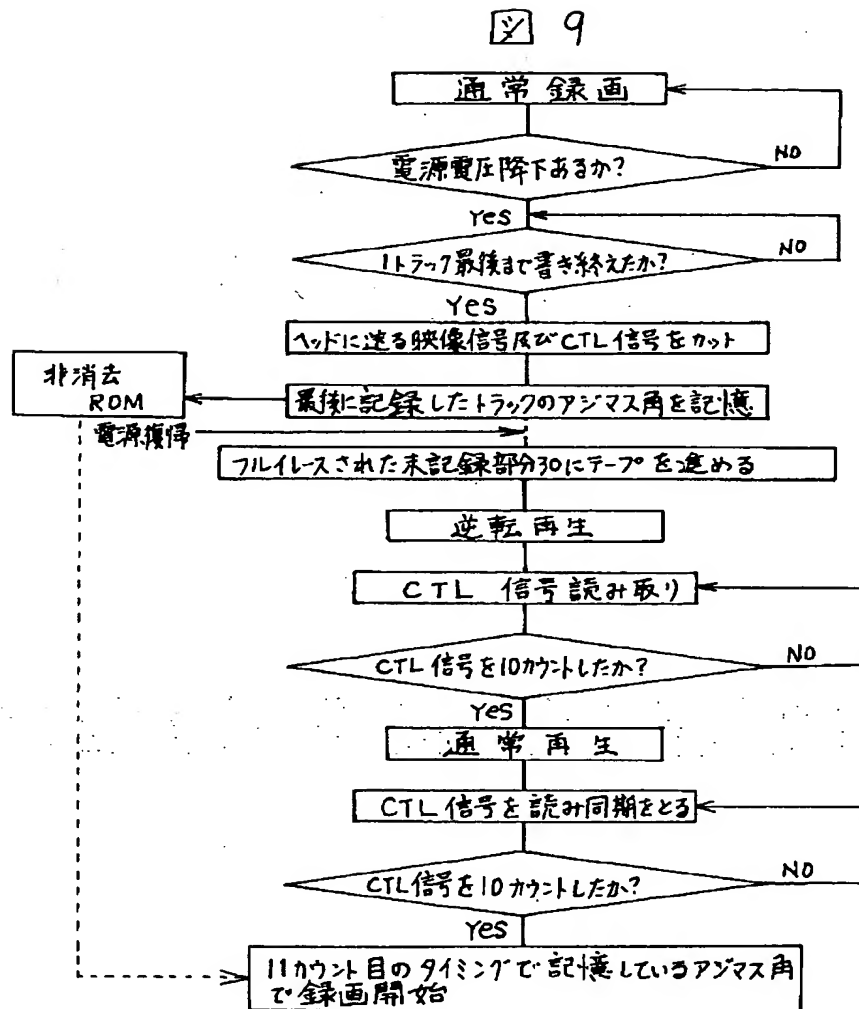 図 9
通常録画
電源電圧降下あるか?
NO
Yes
1トラック最後まで書き終えたか?
NO
Yes
ヘッドに送る映像信号及びCTL信号をカット
非消去
ROM
最後に記録したトラックのアジマス角を記憶
電源復帰
フルイレースされた未記録部分30にテープを進める
逆転再生
CTL 信号読み取り
CTL信号を10カウントしたか?
NO
Yes
通常再生
CTL信号を読み同期をとる
CTL信号を10カウントしたか?
NO
Yes
11カウント目のタイミングで記憶しているアジマス角
で録画開始